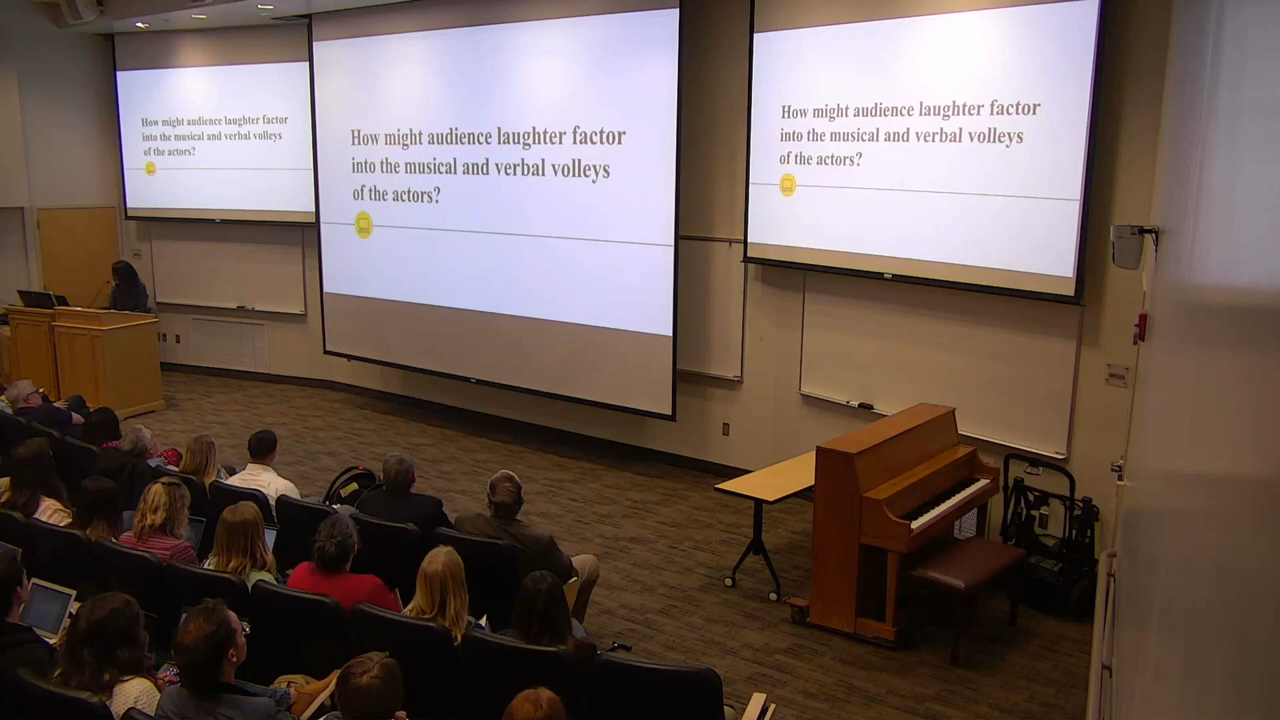 How might audience laughter factor
into the musical and verbal volleys
of the actors?
How might audience laughter factor
into the musical and verbal volleys
of the actors?
How might audience laughter factor
into the musical and verbal volleys
of the actors?